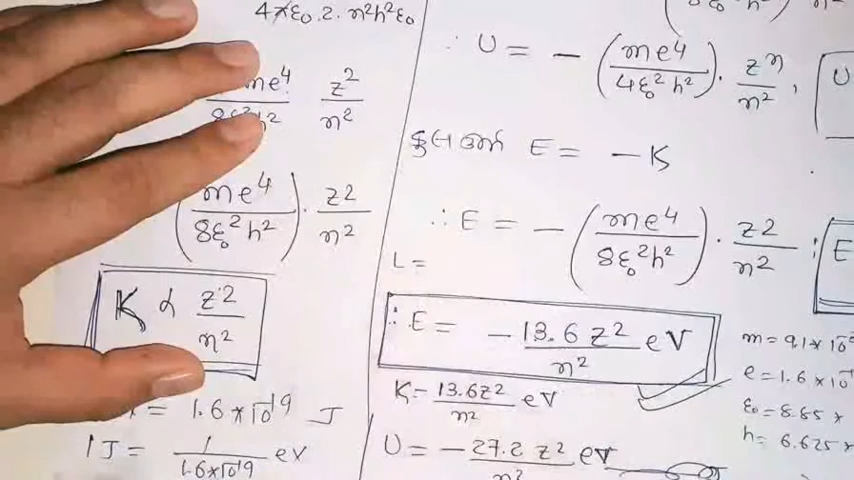 4πε₀.2. n²h²ε₀
me⁴ z²
8ε₀²h² n²
(me⁴ / 8ε₀²h²) . z² / n²
K ∝ z² / n²
= 1.6 * 10¯19 J
1J = 1 / 1.6*10¯19 eV
∴ U = - (me⁴ / 4ε₀²h²) . zⁿ / n² ,
E = - K
∴ E = - (me⁴ / 8ε₀²h²) . z² / n²
L =
∴ E = - 13.6 z² / n² eV
K = 13.6z² / n² eV
U = - 27.2 z² / n² eV
U
E
m = 9.1 * 10
e = 1.6 * 10
ε₀ = 8.85 *
h = 6.625 *